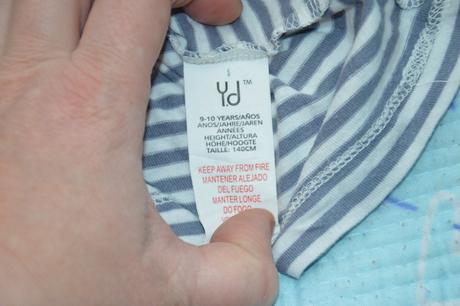 Y.d™
9-10 YEARS/AÑOS
ANOS/JAHRE/JAREN
ANNÉES
HEIGHT/ALTURA
HÖHE/HOOGTE
TAILLE: 140CM
KEEP AWAY FROM FIRE
MANTENER ALEJADO
DEL FUEGO
MANTER LONGE
DO FOGO